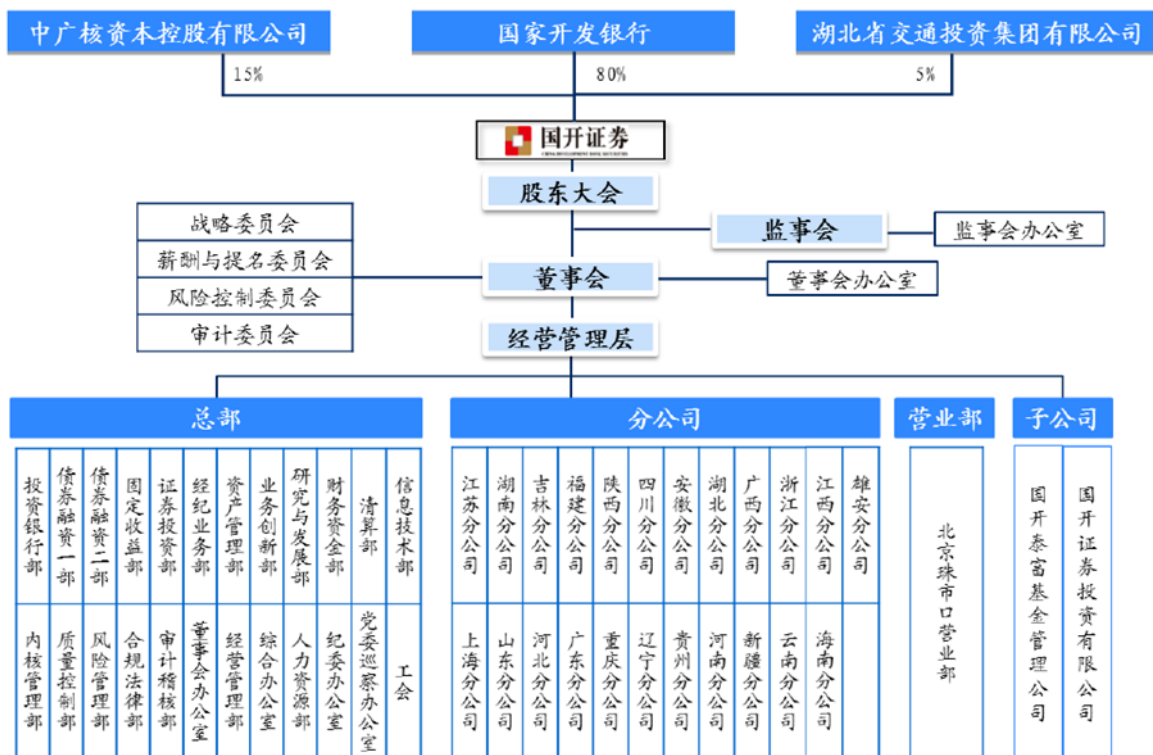 中广核资本控股有限公司
国家开发银行
湖北省交通投资集团有限公司
15%
80%
5%
国开证券
CHINA DEVELOPMENT BANK SECURITIES
股东大会
监事会
监事会办公室
战略委员会
薪酬与提名委员会
风险控制委员会
审计委员会
董事会
董事会办公室
经营管理层
总部
分公司
营业部
子公司
投资银行部
债券融资一部
债券融资二部
固定收益部
证券投资部
经纪业务部
资产管理部
业务创新部
研究与发展部
财务资金部
清算部
信息技术部
内核管理部
质量控制部
风险管理部
合规法律部
审计稽核部
董事会办公室
经营管理部
综合办公室
人力资源部
纪委办公室
党委巡察办公室
工会
江苏分公司
湖南分公司
吉林分公司
福建分公司
陕西分公司
四川分公司
安徽分公司
湖北分公司
广西分公司
浙江分公司
江西分公司
雄安分公司
上海分公司
山东分公司
河北分公司
广东分公司
重庆分公司
辽宁分公司
贵州分公司
河南分公司
新疆分公司
云南分公司
海南分公司
北京珠市口营业部
国开泰富基金管理公司
国开证券投资有限公司